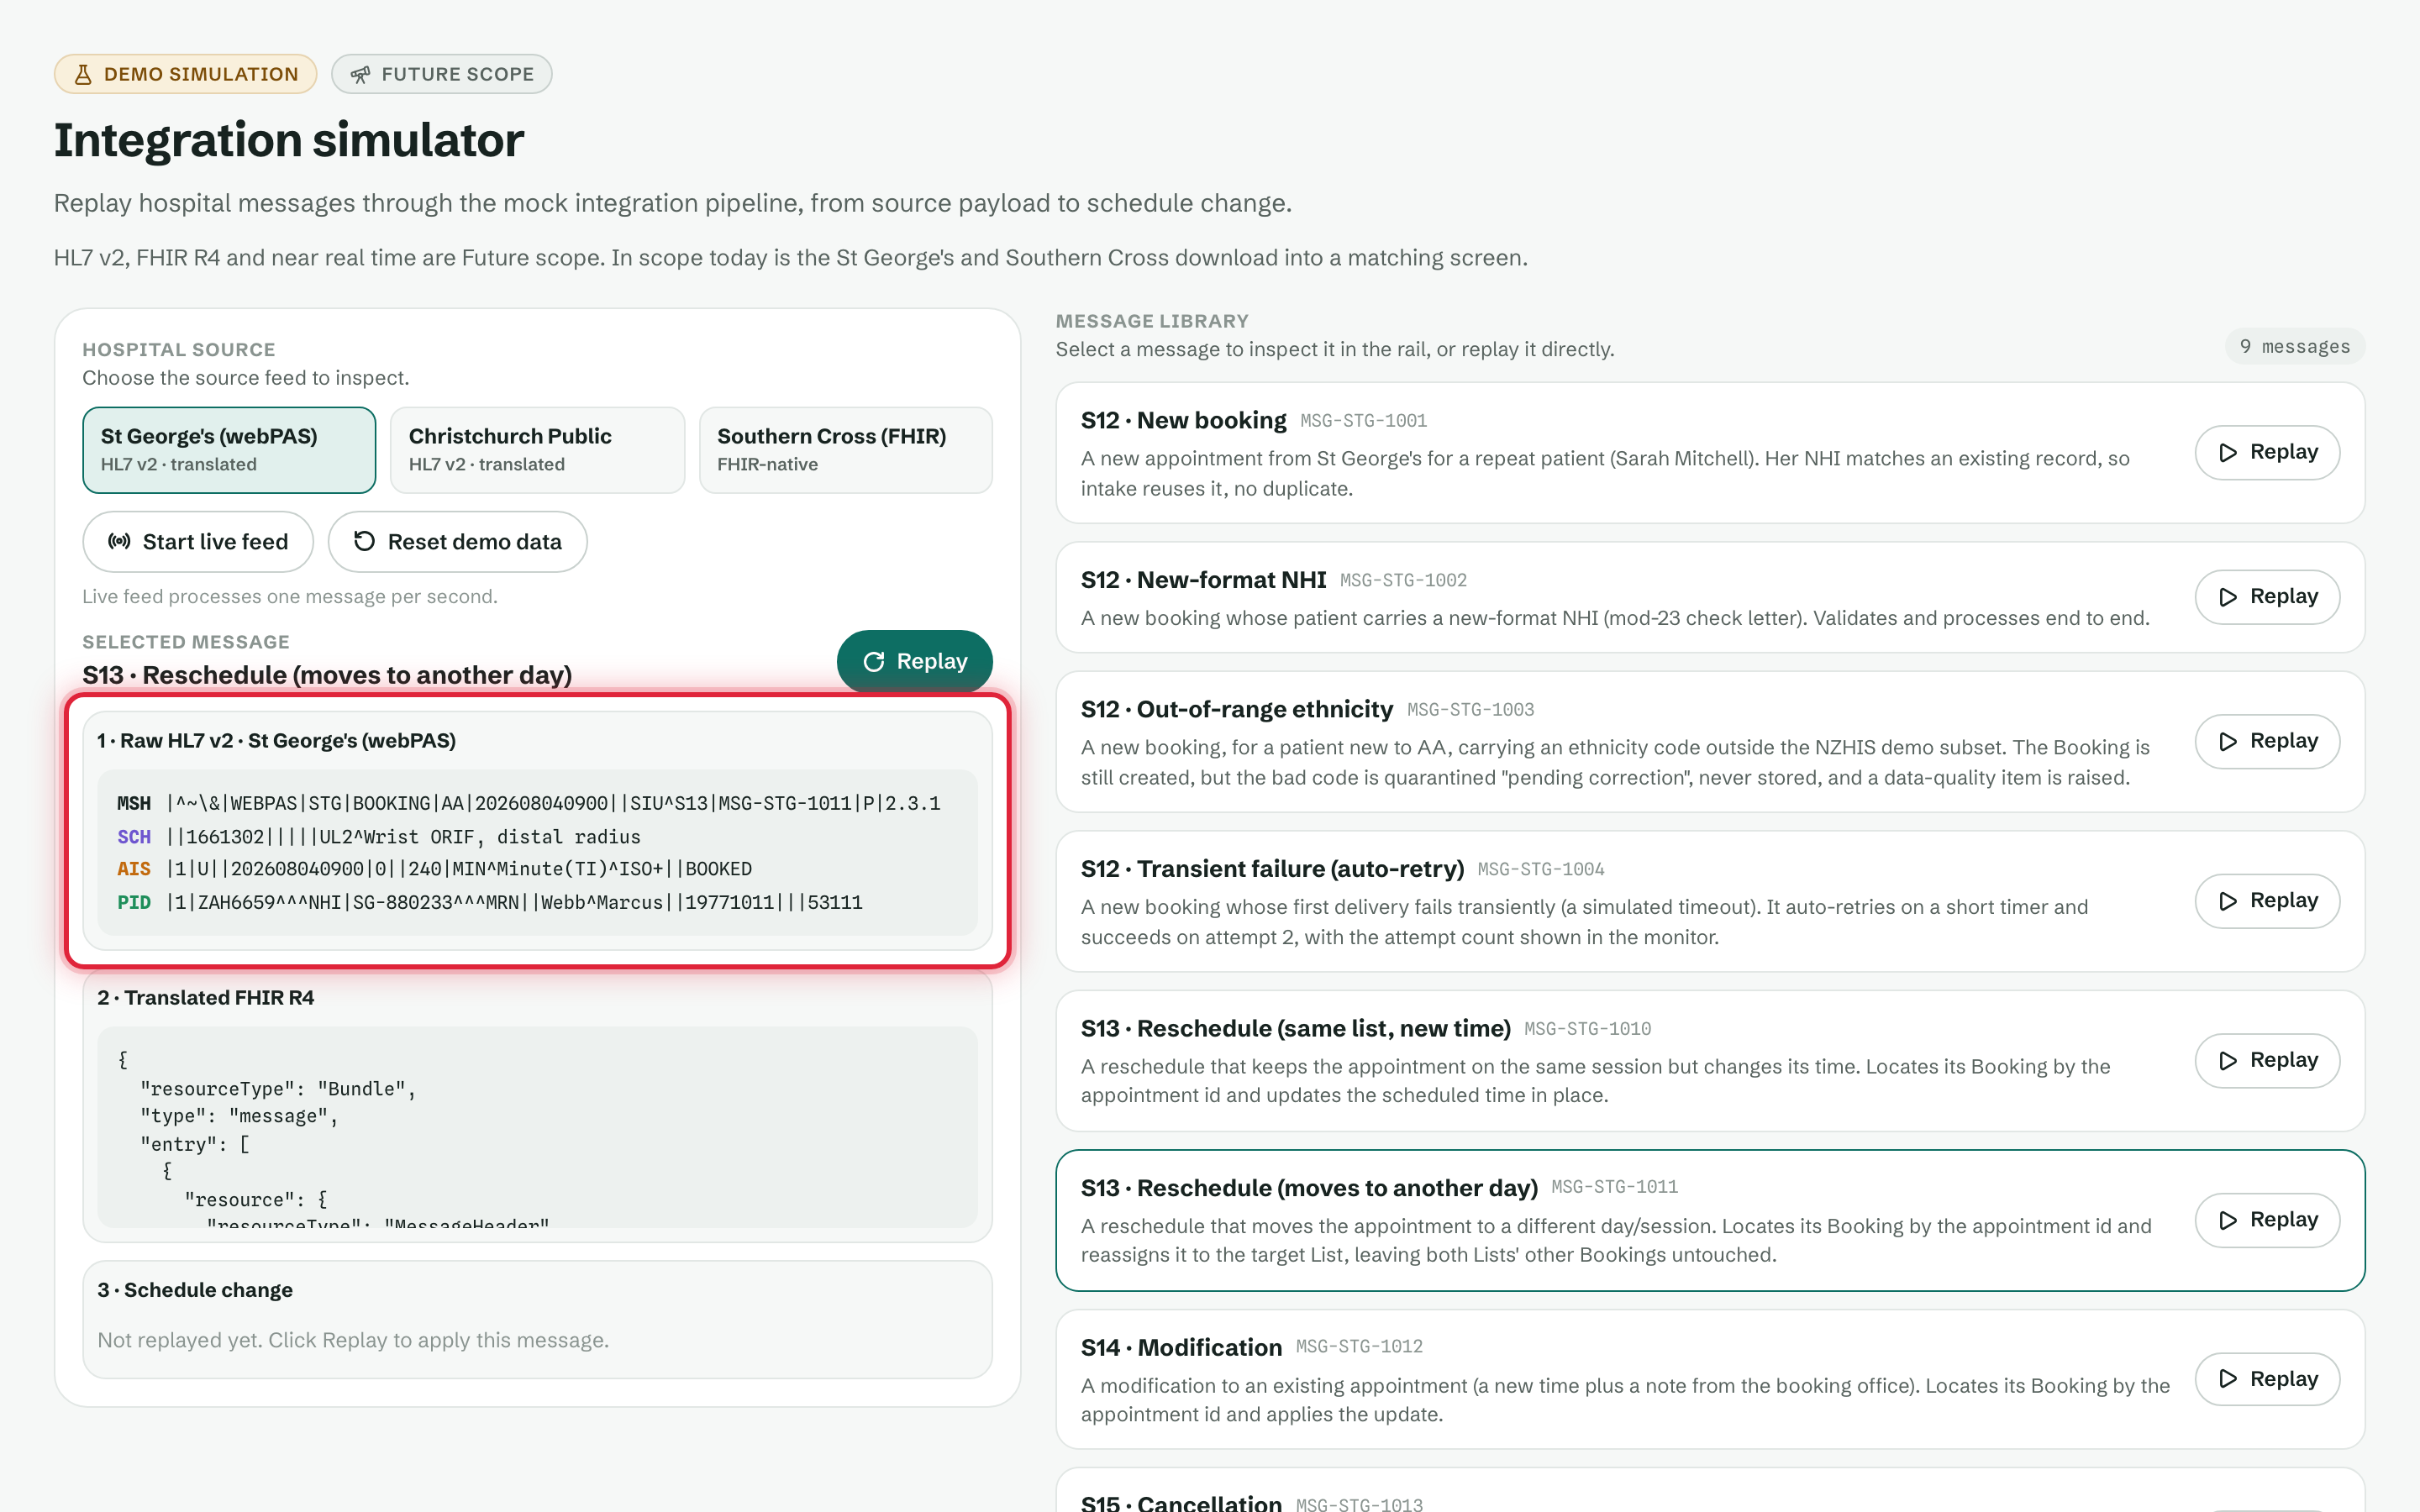 DEMO SIMULATION
FUTURE SCOPE
Integration simulator
Replay hospital messages through the mock integration pipeline, from source payload to schedule change.
HL7 v2, FHIR R4 and near real time are Future scope. In scope today is the St George's and Southern Cross download into a matching screen.
HOSPITAL SOURCE
Choose the source feed to inspect.
St George's (webPAS)
HL7 v2 · translated
Christchurch Public
HL7 v2 · translated
Southern Cross (FHIR)
FHIR-native
Start live feed
Reset demo data
Live feed processes one message per second.
SELECTED MESSAGE
S13 · Reschedule (moves to another day)
Replay
1 · Raw HL7 v2 · St George's (webPAS)
MSH |^~\&|WEBPAS|STG|BOOKING|AA|202608040900||SIU^S13|MSG-STG-1011|P|2.3.1
SCH ||1661302|||||UL2^Wrist ORIF, distal radius
AIS |1|U||202608040900|0||240|MIN^Minute(TI)^ISO+||BOOKED
PID |1|ZAH6659^^^NHI|SG-880233^^^MRN||Webb^Marcus||19771011|||53111
2 · Translated FHIR R4
{
"resourceType": "Bundle",
"type": "message",
"entry": [
{
"resource": {
"resourceType": "MessageHeader"
3 · Schedule change
Not replayed yet. Click Replay to apply this message.
MESSAGE LIBRARY
Select a message to inspect it in the rail, or replay it directly.
9 messages
S12 · New booking MSG-STG-1001
A new appointment from St George's for a repeat patient (Sarah Mitchell). Her NHI matches an existing record, so
intake reuses it, no duplicate.
Replay
S12 · New-format NHI MSG-STG-1002
A new booking whose patient carries a new-format NHI (mod-23 check letter). Validates and processes end to end.
Replay
S12 · Out-of-range ethnicity MSG-STG-1003
A new booking, for a patient new to AA, carrying an ethnicity code outside the NZHIS demo subset. The Booking is
still created, but the bad code is quarantined "pending correction", never stored, and a data-quality item is raised.
Replay
S12 · Transient failure (auto-retry) MSG-STG-1004
A new booking whose first delivery fails transiently (a simulated timeout). It auto-retries on a short timer and
succeeds on attempt 2, with the attempt count shown in the monitor.
Replay
S13 · Reschedule (same list, new time) MSG-STG-1010
A reschedule that keeps the appointment on the same session but changes its time. Locates its Booking by the
appointment id and updates the scheduled time in place.
Replay
S13 · Reschedule (moves to another day) MSG-STG-1011
A reschedule that moves the appointment to a different day/session. Locates its Booking by the appointment id and
reassigns it to the target List, leaving both Lists' other Bookings untouched.
Replay
S14 · Modification MSG-STG-1012
A modification to an existing appointment (a new time plus a note from the booking office). Locates its Booking by the
appointment id and applies the update.
Replay
S15 · Cancellation MSG-STG-1013